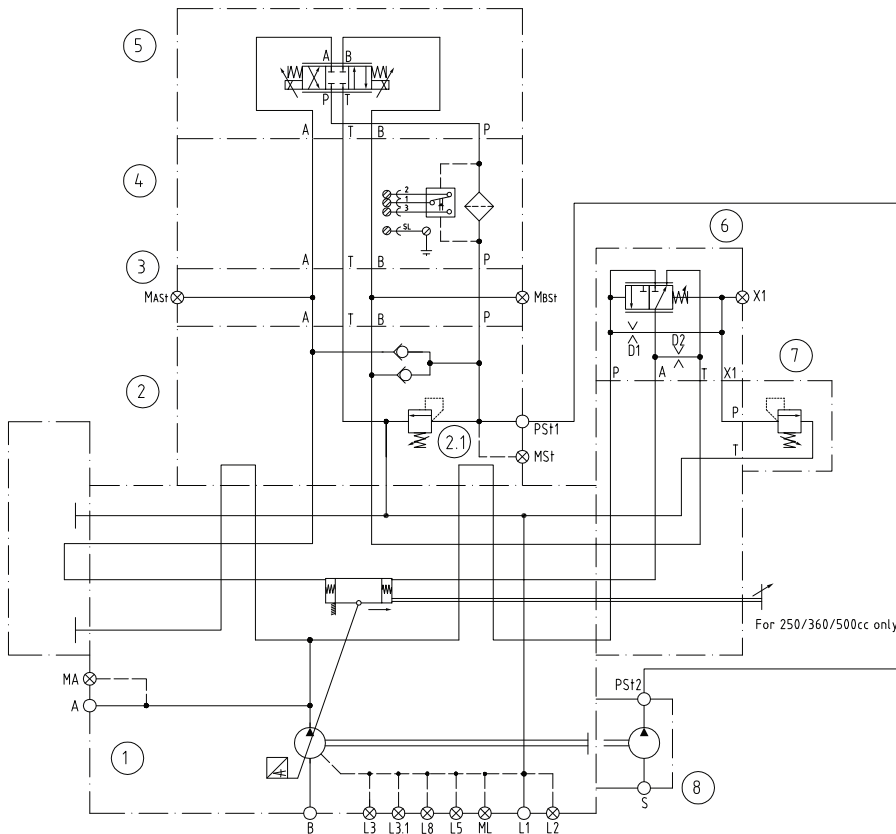 5
A B
P T
A T B P
4
2
1
3
SL
6
3
A T B P
MASt
MBSt
X1
A T B P
D1
D2
7
2
P A T X1
P
2.1
PSt1
MSt
T
For 250/360/500cc only
MA
PSt2
A
1
8
B L3 L3.1 L8 L5 ML L1 L2
S